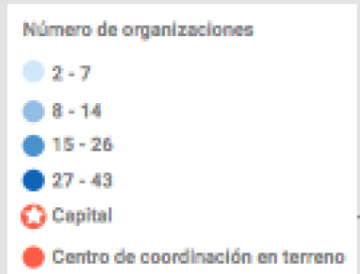 Número de organizaciones
2 - 7
8 - 14
15 - 26
27 - 43
Capital
Centro de coordinación en terreno